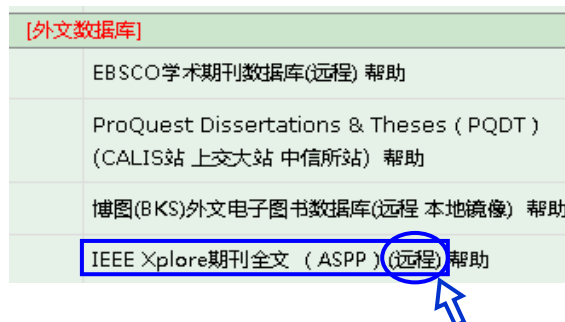 [外文数据库]
EBSCO学术期刊数据库(远程) 帮助
ProQuest Dissertations & Theses ( PQDT )
(CALIS站 上交大站 中信所站) 帮助
博图(BKS)外文电子图书数据库(远程 本地镜像) 帮助
IEEE Xplore期刊全文 ( ASPP ) (远程) 帮助